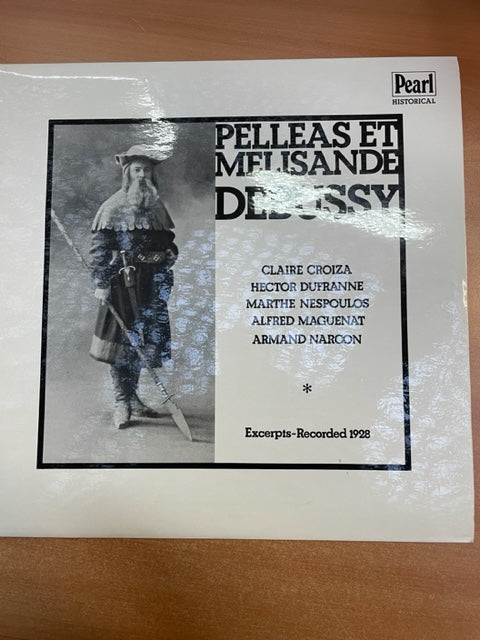 Pearl
HISTORICAL
PELLEAS ET
MELISANDE
DEBUSSY
CLAIRE CROIZA
HECTOR DUFRANNE
MARTHE NESPOULOS
ALFRED MAGUENAT
ARMAND NARCON
*
Excerpts-Recorded 1928